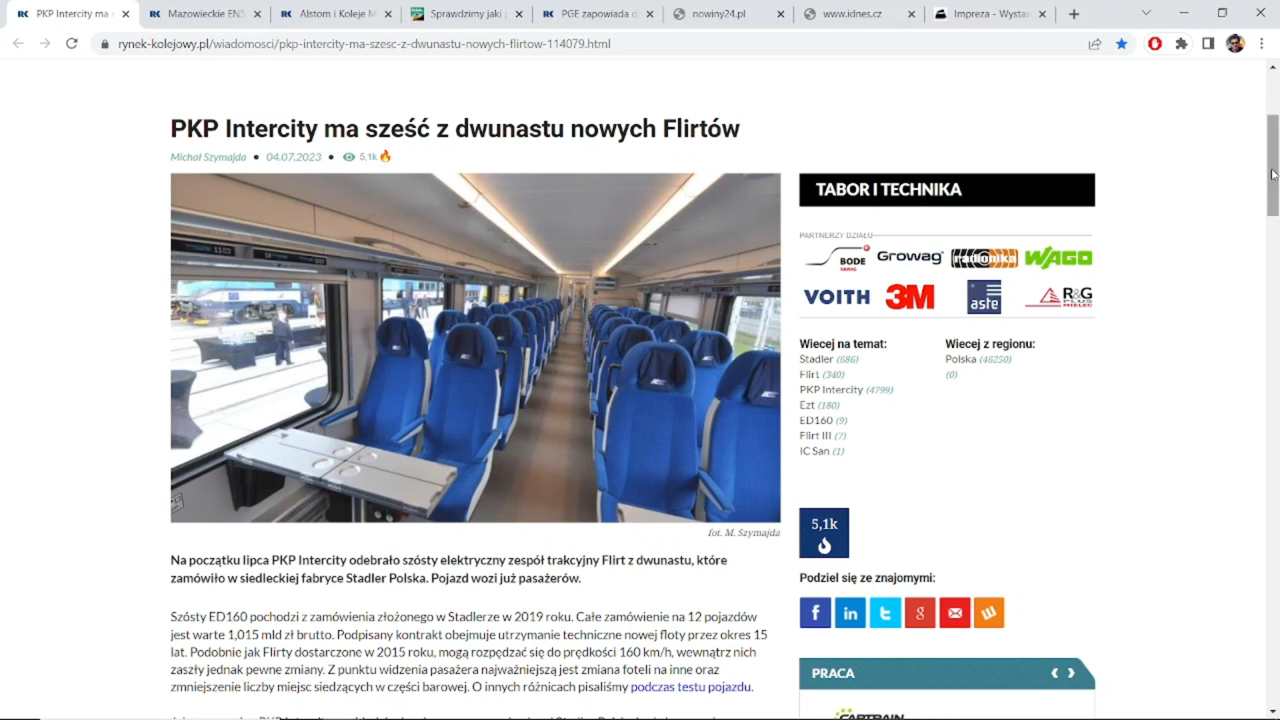 PKP Intercity ma
Mazowieckie EN5
Alstom i Koleje M
Sprawdzimy jaki p
PGE zapowiada d
nowiny24.pl
www.idnes.cz
Impreza - Wystaw
rynek-kolejowy.pl/wiadomosci/pkp-intercity-ma-szesc-z-dwunastu-nowych-flirtow-114079.html
PKP Intercity ma sześć z dwunastu nowych Flirtów
Michał Szymajda ● 04.07.2023 ● 5,1k
fot. M. Szymajda
Na początku lipca PKP Intercity odebrało szósty elektryczny zespół trakcyjny Flirt z dwunastu, które
zamówiło w siedleckiej fabryce Stadler Polska. Pojazd wozi już pasażerów.
Szósty ED160 pochodzi z zamówienia złożonego w Stadlerze w 2019 roku. Całe zamówienie na 12 pojazdów
jest warte 1,015 mld zł brutto. Podpisany kontrakt obejmuje utrzymanie techniczne nowej floty przez okres 15
lat. Podobnie jak Flirty dostarczone w 2015 roku, mogą rozpędzać się do prędkości 160 km/h, wewnątrz nich
zaszły jednak pewne zmiany. Z punktu widzenia pasażera najważniejszą jest zmiana foteli na inne oraz
zmniejszenie liczby miejsc siedzących w części barowej. O innych różnicach pisaliśmy podczas testu pojazdu.
TABOR I TECHNIKA
PARTNERZY DZIAŁU
BODE
RAWAG
Growag
radionika
WAGO
VOITH
3M
aste
R&G
PLUS
MIELEC
Wiecej na temat:
Stadler (686)
Flirt (340)
PKP Intercity (4799)
Ezt (180)
ED160 (9)
Flirt III (7)
IC San (1)
Wiecej z regionu:
Polska (46250)
(0)
5,1k
Podziel się ze znajomymi:
PRACA
CARTRAIN